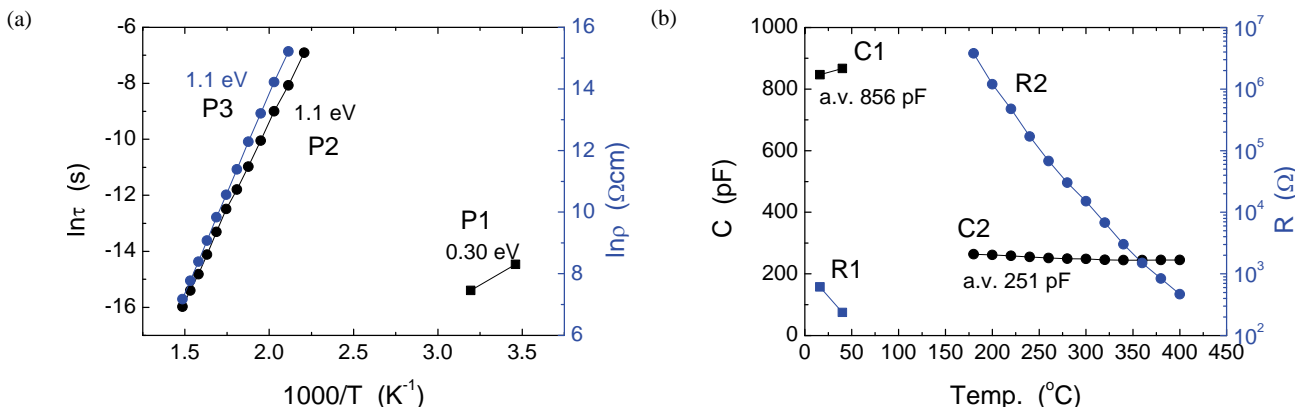 (a)
-6
-8
-10
-12
-14
-16
lnτ (s)
1.5
2.0
2.5
3.0
3.5
1000/T (K⁻¹)
16
14
12
10
8
6
lnρ (Ωcm)
1.1 eV
P3
1.1 eV
P2
P1
0.30 eV
(b)
1000
800
600
400
200
0
C (pF)
0 50 100 150 200 250 300 350 400 450
Temp. (°C)
10⁷
10⁶
10⁵
10⁴
10³
10²
R (Ω)
C1
a.v. 856 pF
R2
C2
a.v. 251 pF
R1